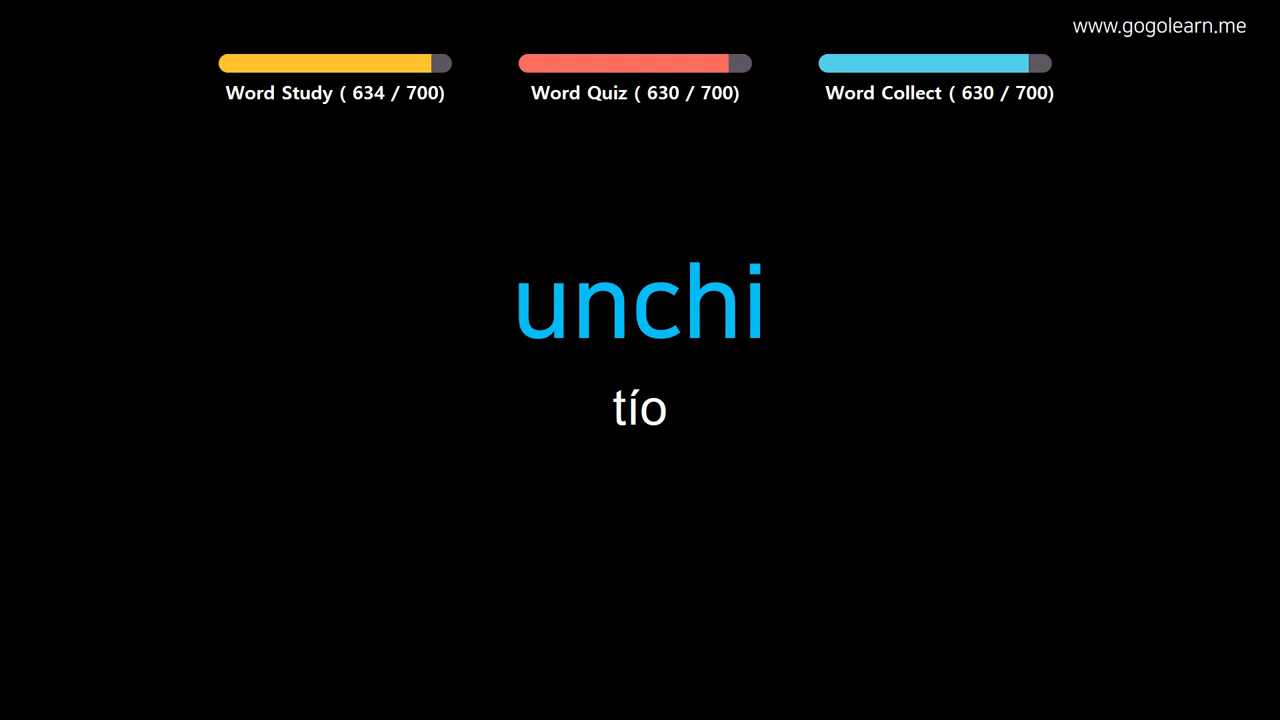 www.gogolearn.me
Word Study ( 634 / 700)
Word Quiz ( 630 / 700)
Word Collect ( 630 / 700)
unchi
tío